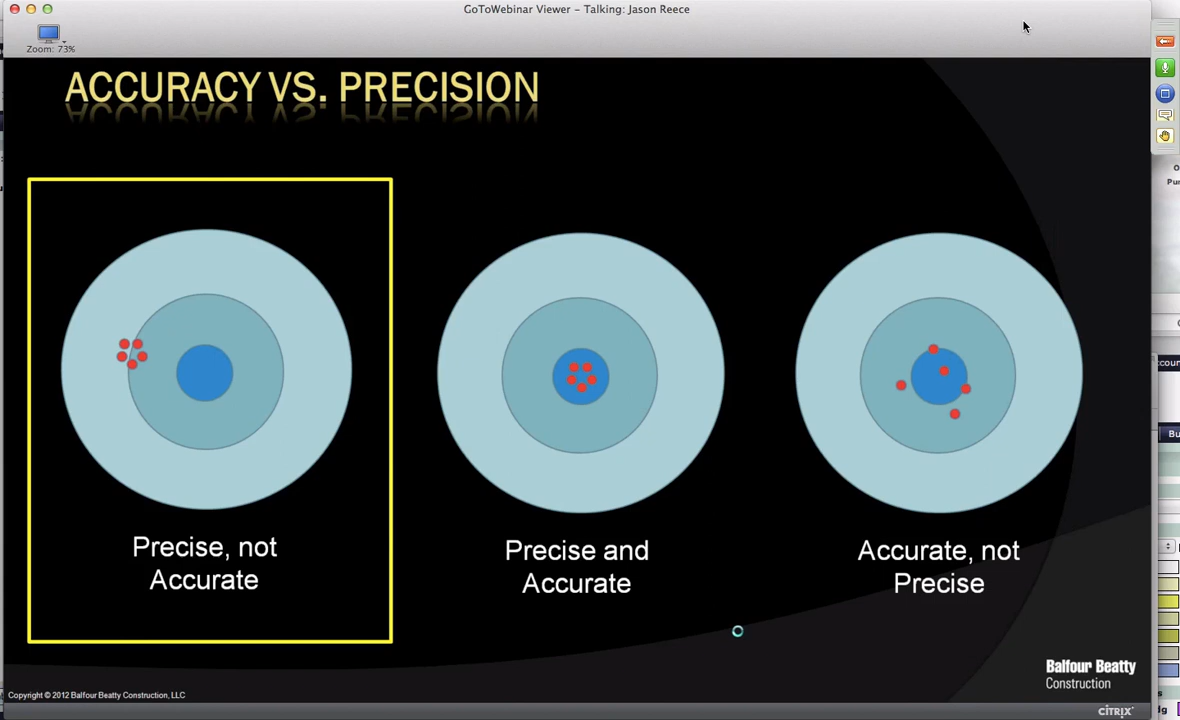 GoToWebinar Viewer – Talking: Jason Reece
Zoom: 73%
ACCURACY VS. PRECISION
Precise, not
Accurate
Precise and
Accurate
Accurate, not
Precise
Balfour Beatty
Construction
Copyright © 2012 Balfour Beatty Construction, LLC
CITRIX